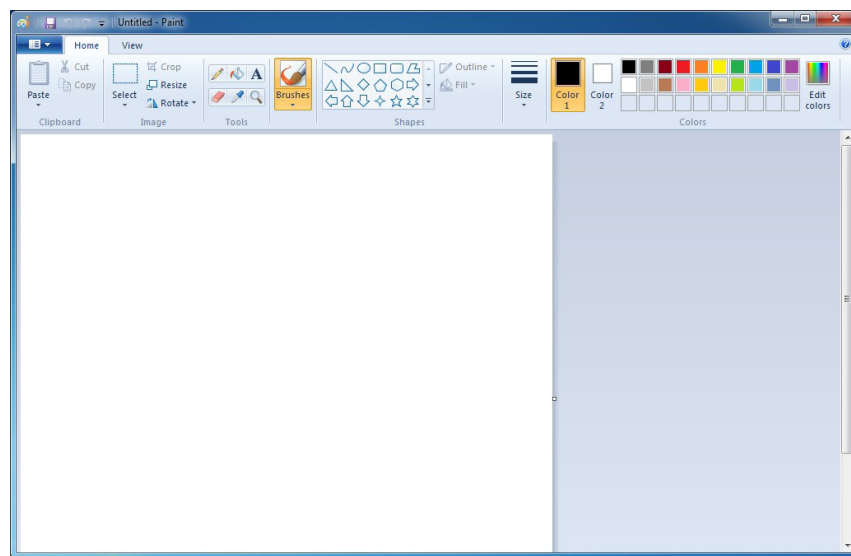 Untitled - Paint
Home View
Cut
Copy
Paste
Clipboard
Crop
Resize
Rotate
Select
Image
A
Tools
Brushes
Outline
Fill
Shapes
Size
Color 1
Color 2
Edit colors
Colors